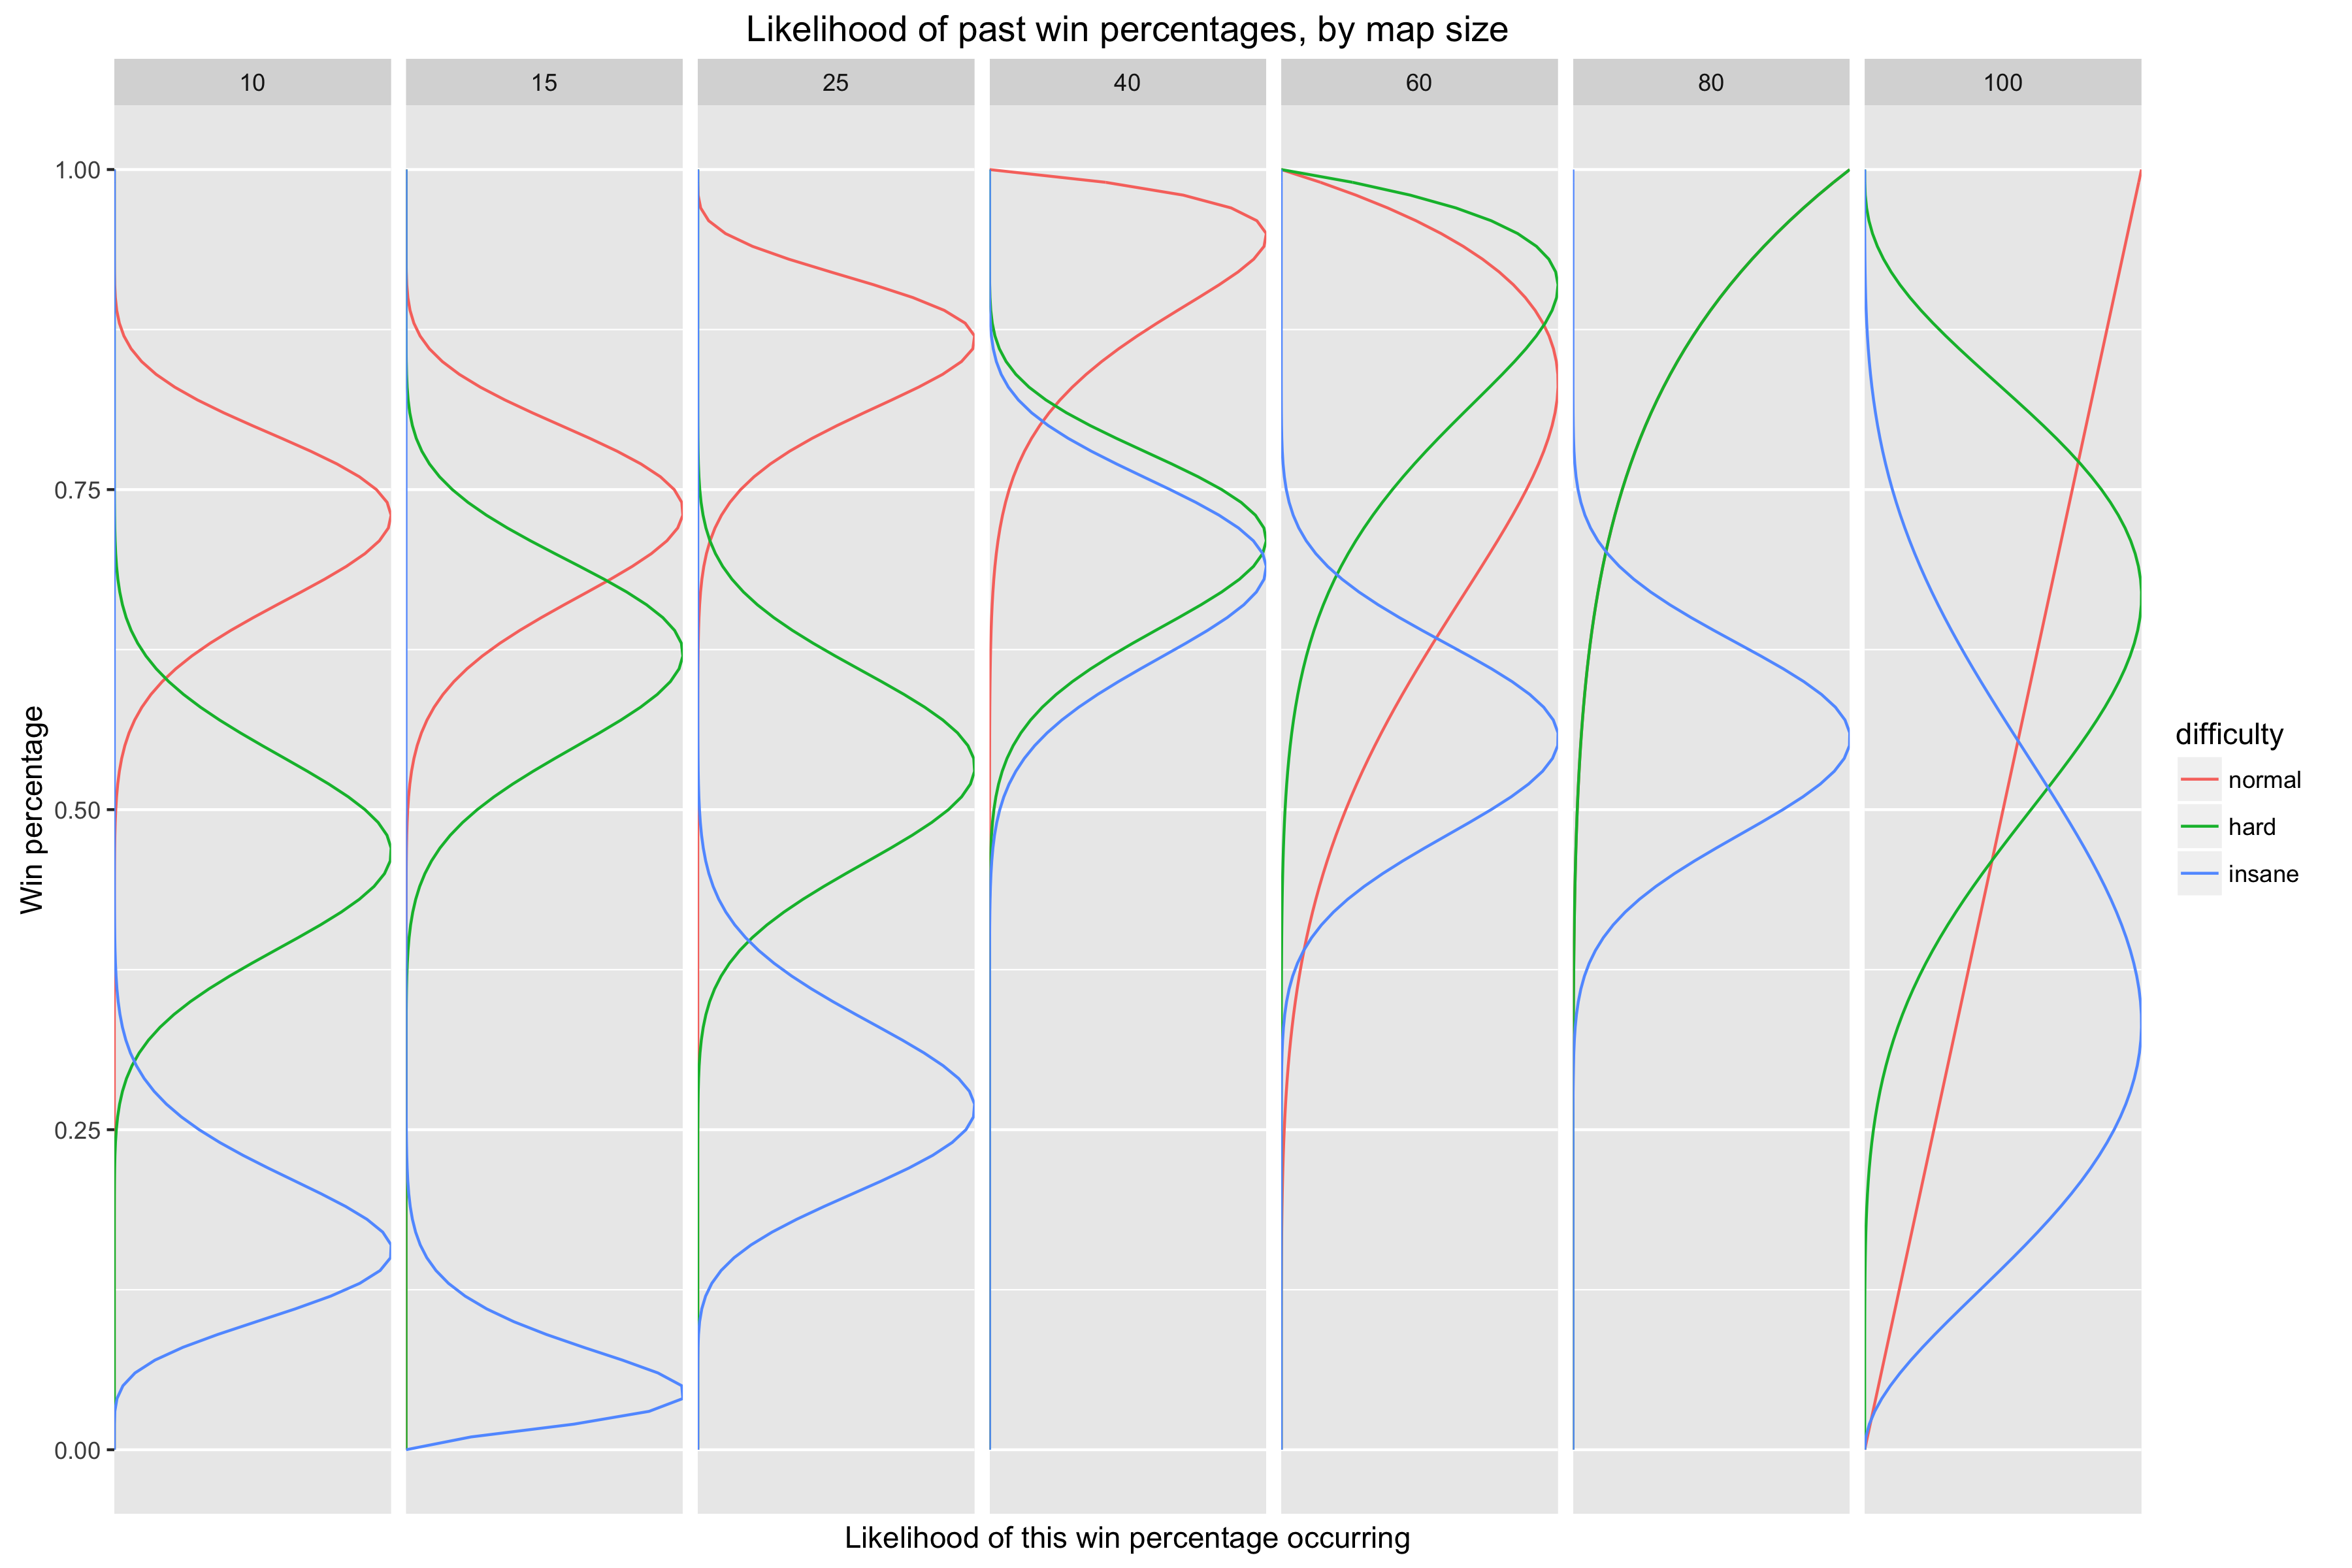 Likelihood of past win percentages, by map size
10 15 25 40 60 80 100
1.00
0.75
0.50
0.25
0.00
Win percentage
Likelihood of this win percentage occurring
difficulty
normal
hard
insane